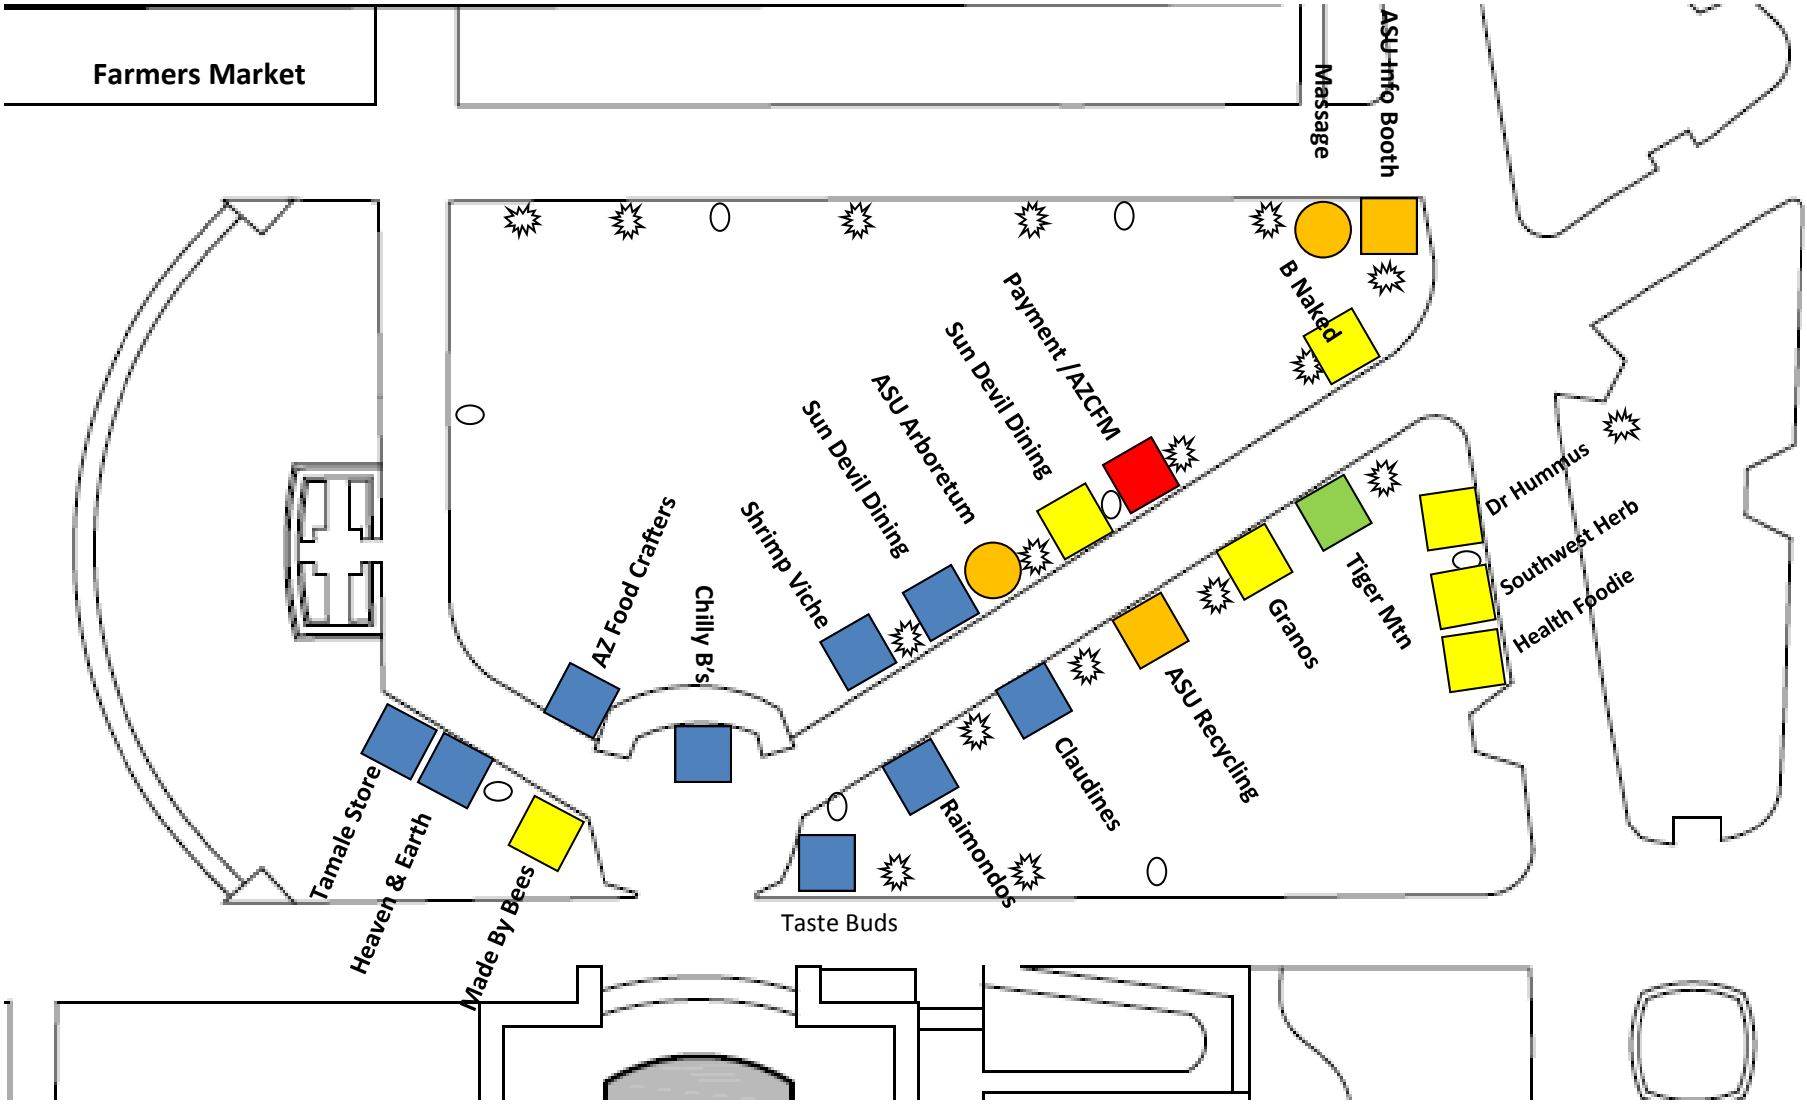 Farmers Market
Massage
ASU Info Booth
B Naked
Payment /AZCFM
Sun Devil Dining
ASU Arboretum
Sun Devil Dining
Shrimp Viche
AZ Food Crafters
Chilly B's
Dr Hummus
Southwest Herb
Health Foodie
Tiger Mtn
Granos
ASU Recycling
Claudines
Raimondos
Taste Buds
Tamale Store
Heaven & Earth
Made By Bees